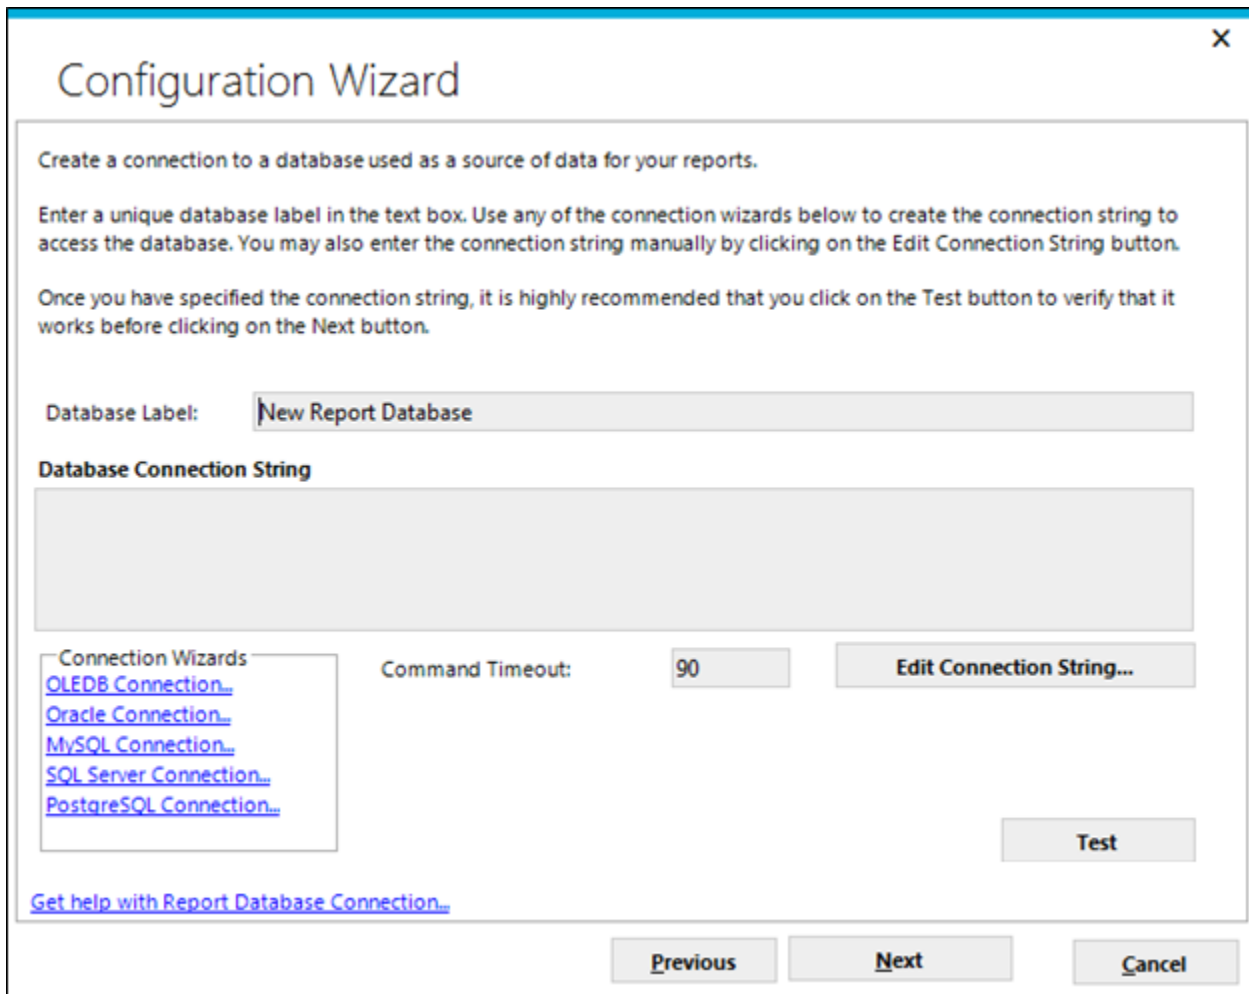 Configuration Wizard
Create a connection to a database used as a source of data for your reports.
Enter a unique database label in the text box. Use any of the connection wizards below to create the connection string to
access the database. You may also enter the connection string manually by clicking on the Edit Connection String button.
Once you have specified the connection string, it is highly recommended that you click on the Test button to verify that it
works before clicking on the Next button.
Database Label: New Report Database
Database Connection String
Connection Wizards
OLEDB Connection...
Oracle Connection...
MySQL Connection...
SQL Server Connection...
PostgreSQL Connection...
Command Timeout: 90
Edit Connection String...
Test
Get help with Report Database Connection...
Previous
Next
Cancel